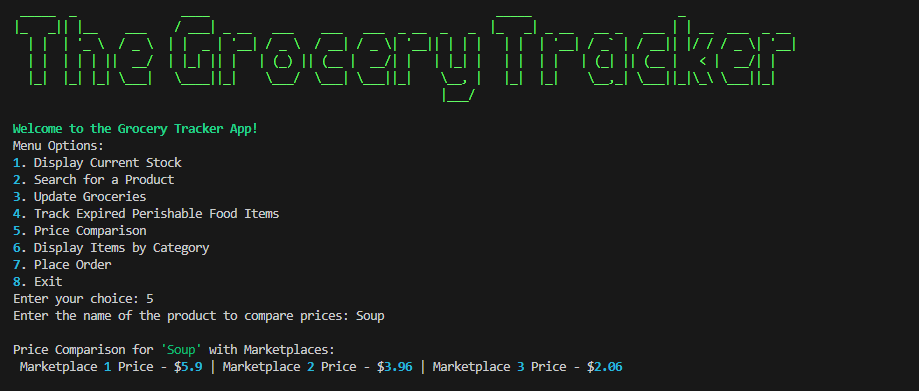 The Grocery Tracker
Welcome to the Grocery Tracker App!
Menu Options:
1. Display Current Stock
2. Search for a Product
3. Update Groceries
4. Track Expired Perishable Food Items
5. Price Comparison
6. Display Items by Category
7. Place Order
8. Exit
Enter your choice: 5
Enter the name of the product to compare prices: Soup
Price Comparison for 'Soup' with Marketplaces:
Marketplace 1 Price - $5.9 | Marketplace 2 Price - $3.96 | Marketplace 3 Price - $2.06